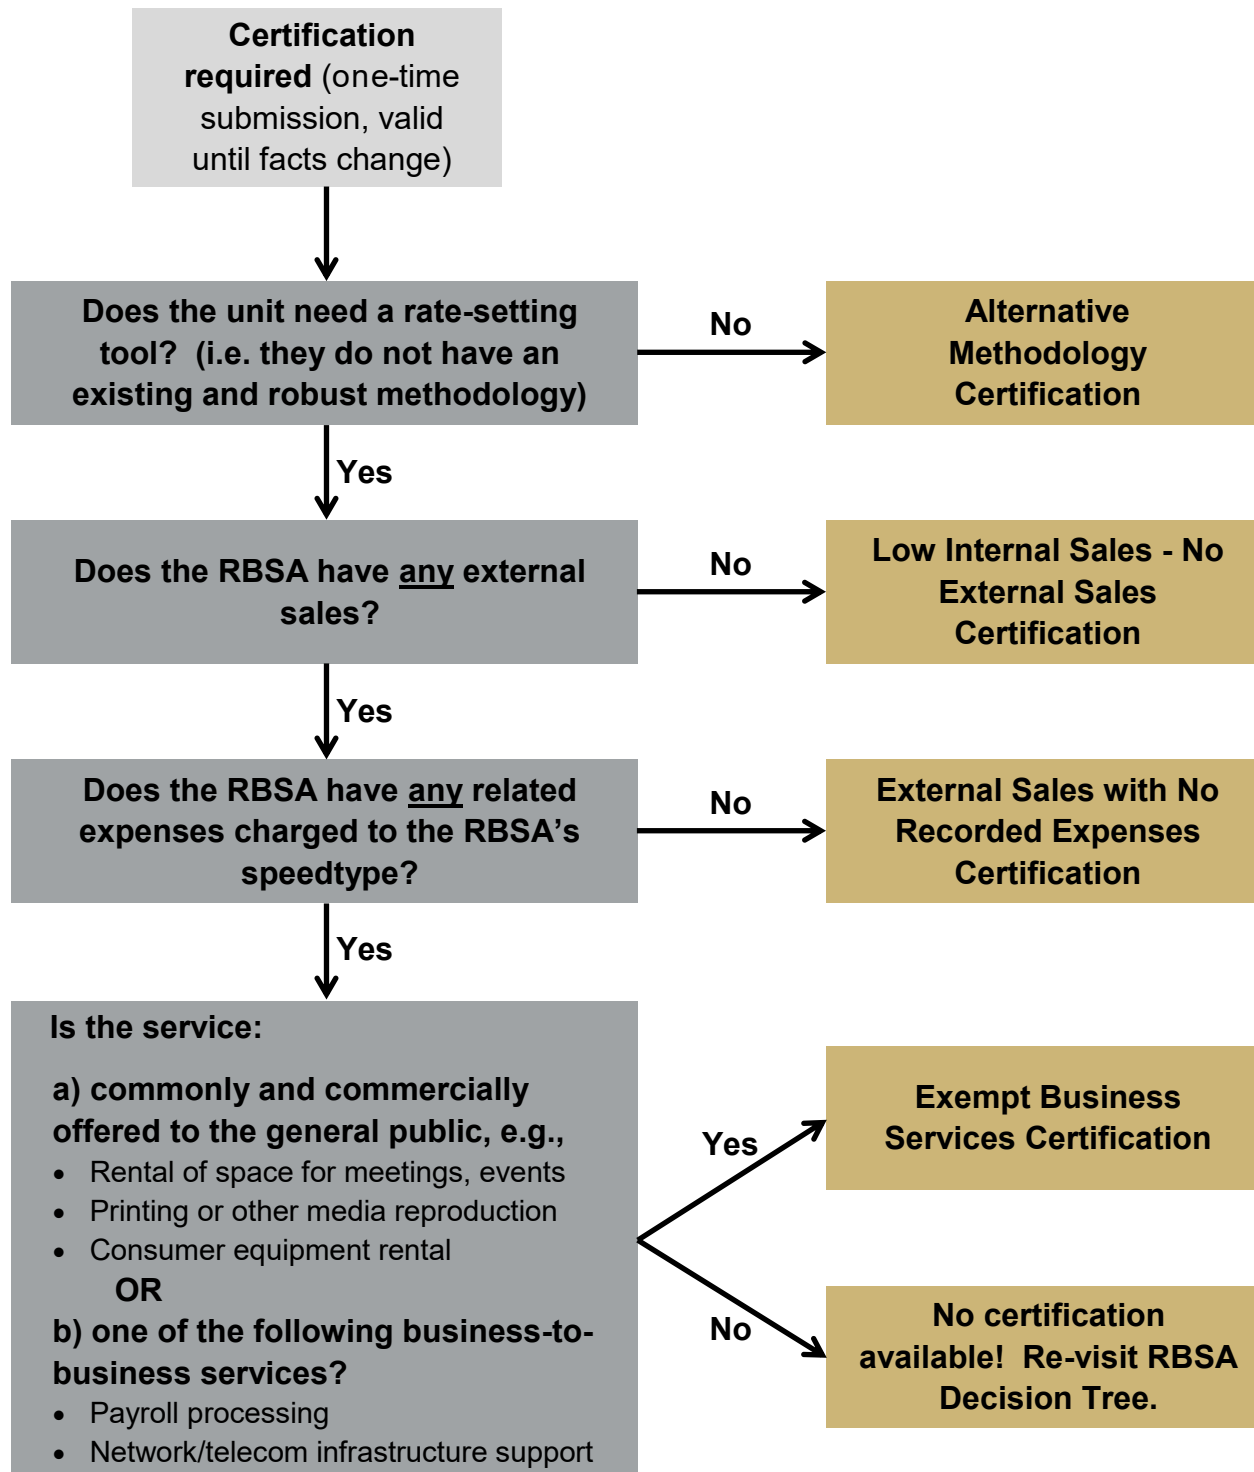 Certification
required (one-time
submission, valid
until facts change)
Does the unit need a rate-setting
tool?  (i.e. they do not have an
existing and robust methodology)
No
Alternative
Methodology
Certification
Yes
Does the RBSA have any external
sales?
No
Low Internal Sales - No
External Sales
Certification
Yes
Does the RBSA have any related
expenses charged to the RBSA’s
speedtype?
No
External Sales with No
Recorded Expenses
Certification
Yes
Is the service:
a) commonly and commercially
offered to the general public, e.g.,
• Rental of space for meetings, events
• Printing or other media reproduction
• Consumer equipment rental
OR
b) one of the following business-to-
business services?
• Payroll processing
• Network/telecom infrastructure support
Yes
Exempt Business
Services Certification
No
No certification
available!  Re-visit RBSA
Decision Tree.